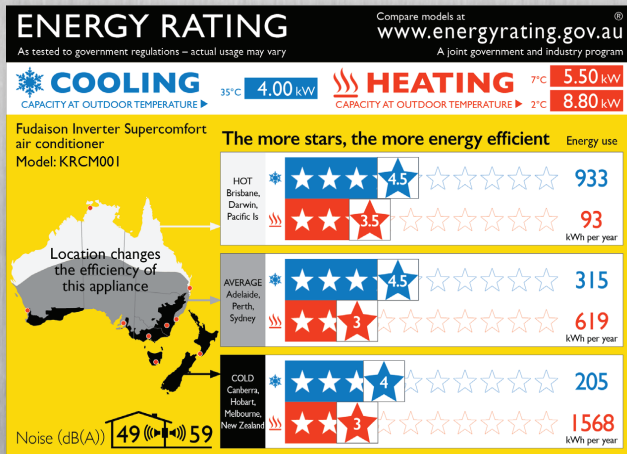 ENERGY RATING
As tested to government regulations – actual usage may vary
Compare models at
www.energyrating.gov.au®
A joint government and industry program
COOLING
CAPACITY AT OUTDOOR TEMPERATURE ▶
35°C 4.00 kW
HEATING
CAPACITY AT OUTDOOR TEMPERATURE ▶
7°C 5.50 kW
2°C 8.80 kW
Fudaison Inverter Supercomfort
air conditioner
Model: KRCM001
The more stars, the more energy efficient
Energy use
Location changes
the efficiency of
this appliance
HOT
Brisbane,
Darwin,
Pacific Is
4.5
933
3.5
93
kWh per year
AVERAGE
Adelaide,
Perth,
Sydney
4.5
315
3
619
kWh per year
COLD
Canberra,
Hobart,
Melbourne,
New Zealand
4
205
3
1568
kWh per year
Noise (dB(A)) 49 59